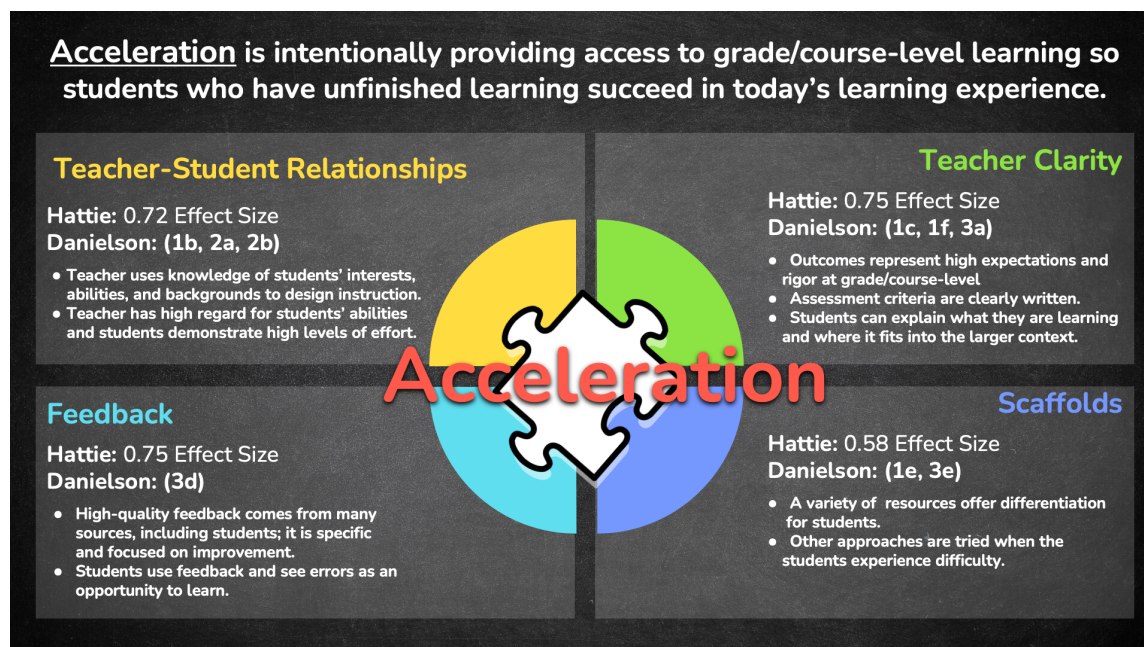 Acceleration is intentionally providing access to grade/course-level learning so
students who have unfinished learning succeed in today's learning experience.
Teacher-Student Relationships
Hattie: 0.72 Effect Size
Danielson: (1b, 2a, 2b)
● Teacher uses knowledge of students' interests,
abilities, and backgrounds to design instruction.
● Teacher has high regard for students' abilities
and students demonstrate high levels of effort.
Teacher Clarity
Hattie: 0.75 Effect Size
Danielson: (1c, 1f, 3a)
● Outcomes represent high expectations and
rigor at grade/course-level
● Assessment criteria are clearly written.
● Students can explain what they are learning
and where it fits into the larger context.
Acceleration
Feedback
Hattie: 0.75 Effect Size
Danielson: (3d)
● High-quality feedback comes from many
sources, including students; it is specific
and focused on improvement.
● Students use feedback and see errors as an
opportunity to learn.
Scaffolds
Hattie: 0.58 Effect Size
Danielson: (1e, 3e)
● A variety of resources offer differentiation
for students.
● Other approaches are tried when the
students experience difficulty.